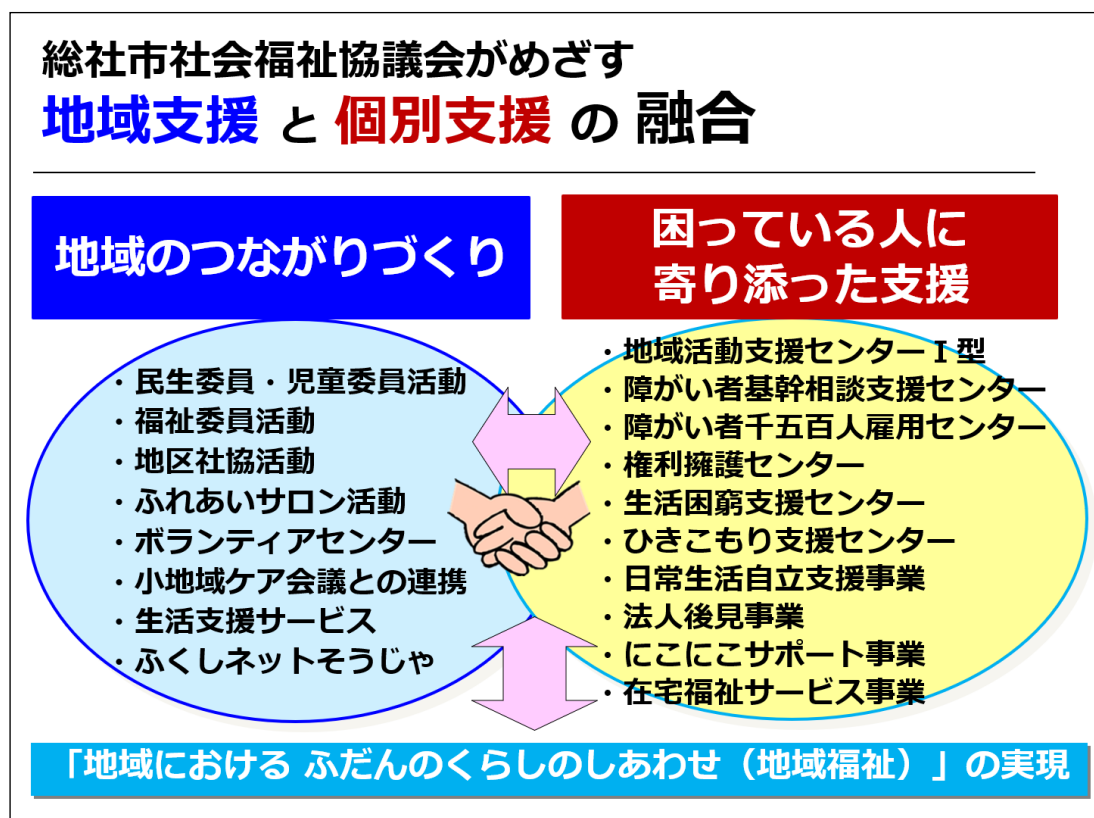 総社市社会福祉協議会がめざす
地域支援 と 個別支援 の 融合
地域のつながりづくり
・民生委員・児童委員活動
・福祉委員活動
・地区社協活動
・ふれあいサロン活動
・ボランティアセンター
・小地域ケア会議との連携
・生活支援サービス
・ふくしネットそうじゃ
困っている人に
寄り添った支援
・地域活動支援センターⅠ型
・障がい者基幹相談支援センター
・障がい者千五百人雇用センター
・権利擁護センター
・生活困窮支援センター
・ひきこもり支援センター
・日常生活自立支援事業
・法人後見事業
・にこにこサポート事業
・在宅福祉サービス事業
「地域における ふだんのくらしのしあわせ（地域福祉）」の実現